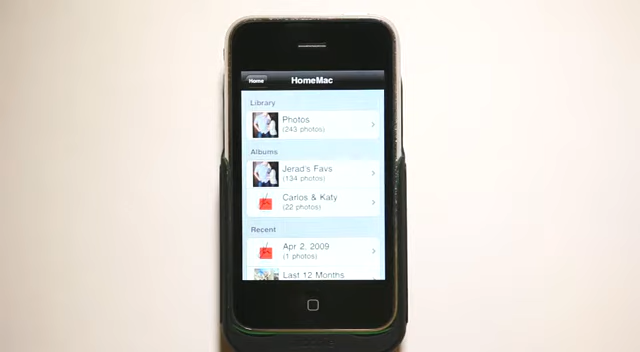 Home
HomeMac
Library
Photos
(243 photos)
Albums
Jerad's Favs
(134 photos)
Carlos & Katy
(22 photos)
Recent
Apr 2, 2009
(1 photos)
Last 12 Months